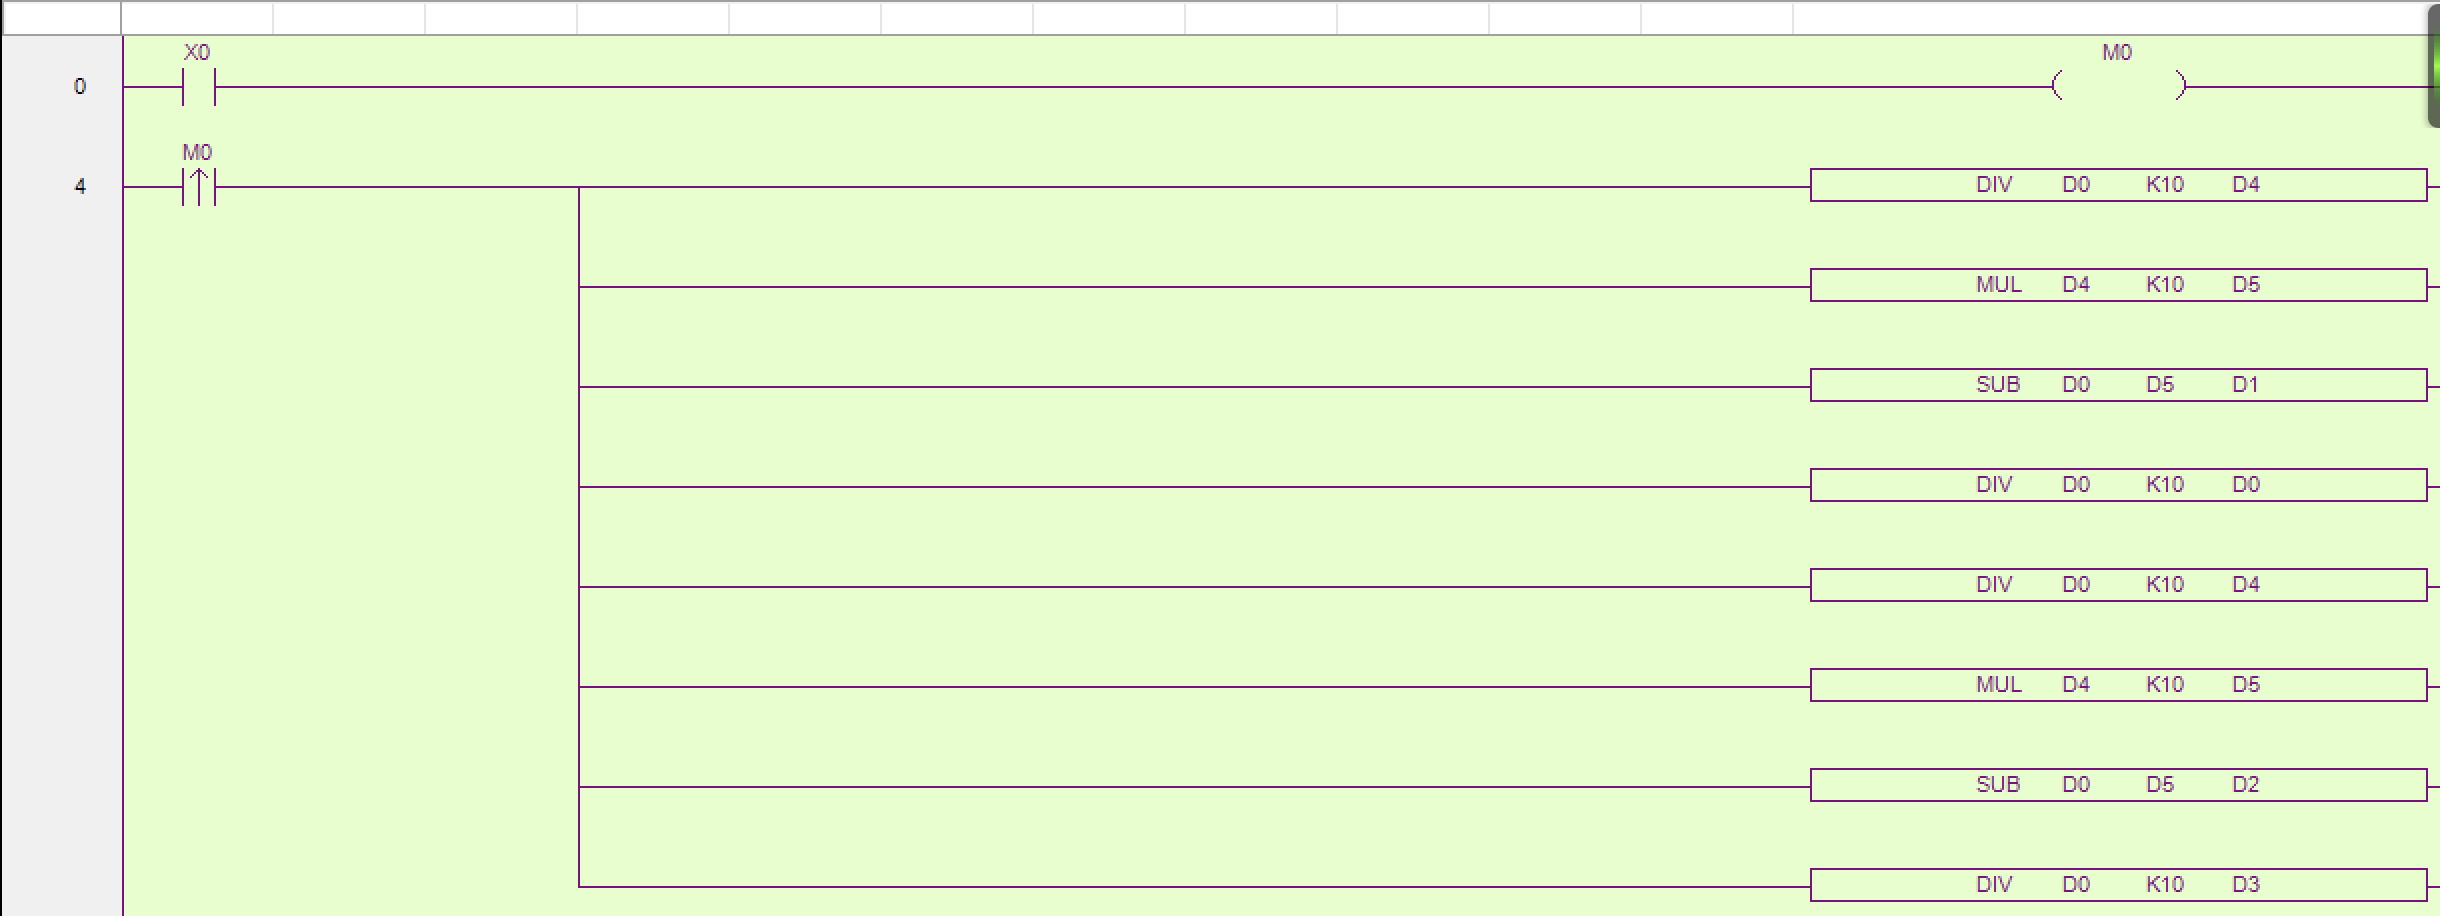 X0 M0
0
M0
4 DIV D0 K10 D4
MUL D4 K10 D5
SUB D0 D5 D1
DIV D0 K10 D0
DIV D0 K10 D4
MUL D4 K10 D5
SUB D0 D5 D2
DIV D0 K10 D3